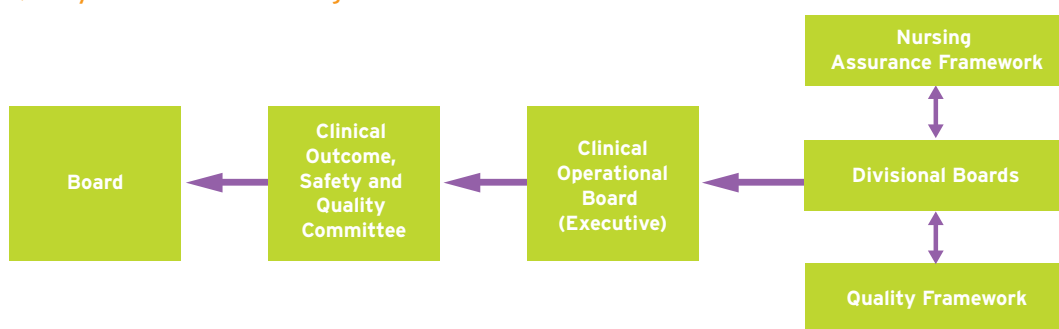 Board
Clinical
Outcome,
Safety and
Quality
Committee
Clinical
Operational
Board
(Executive)
Nursing
Assurance Framework
Divisional Boards
Quality Framework